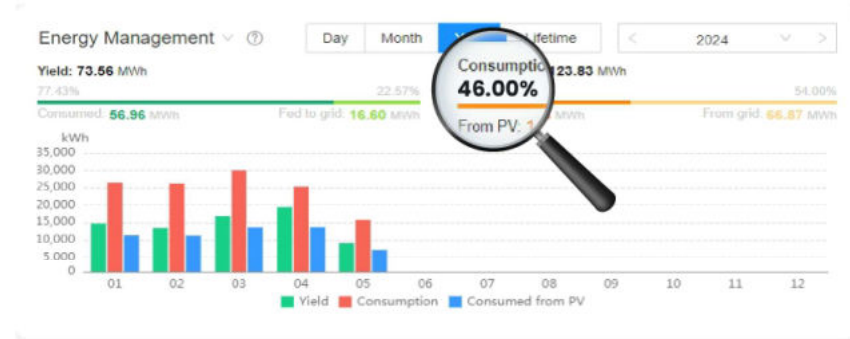 Energy Management
Day Month Lifetime 2024
Yield: 73.56 MWh Consumptio 123.83 MWh
77.43% 22.57% 46.00% 54.00%
Consumed: 56.96 MWh Fed to grid: 16.60 MWh From PV: MWh From grid: 66.87 MWh
kWh
35,000
30,000
25,000
20,000
15,000
10,000
5,000
0
01 02 03 04 05 06 07 08 09 10 11 12
Yield Consumption Consumed from PV